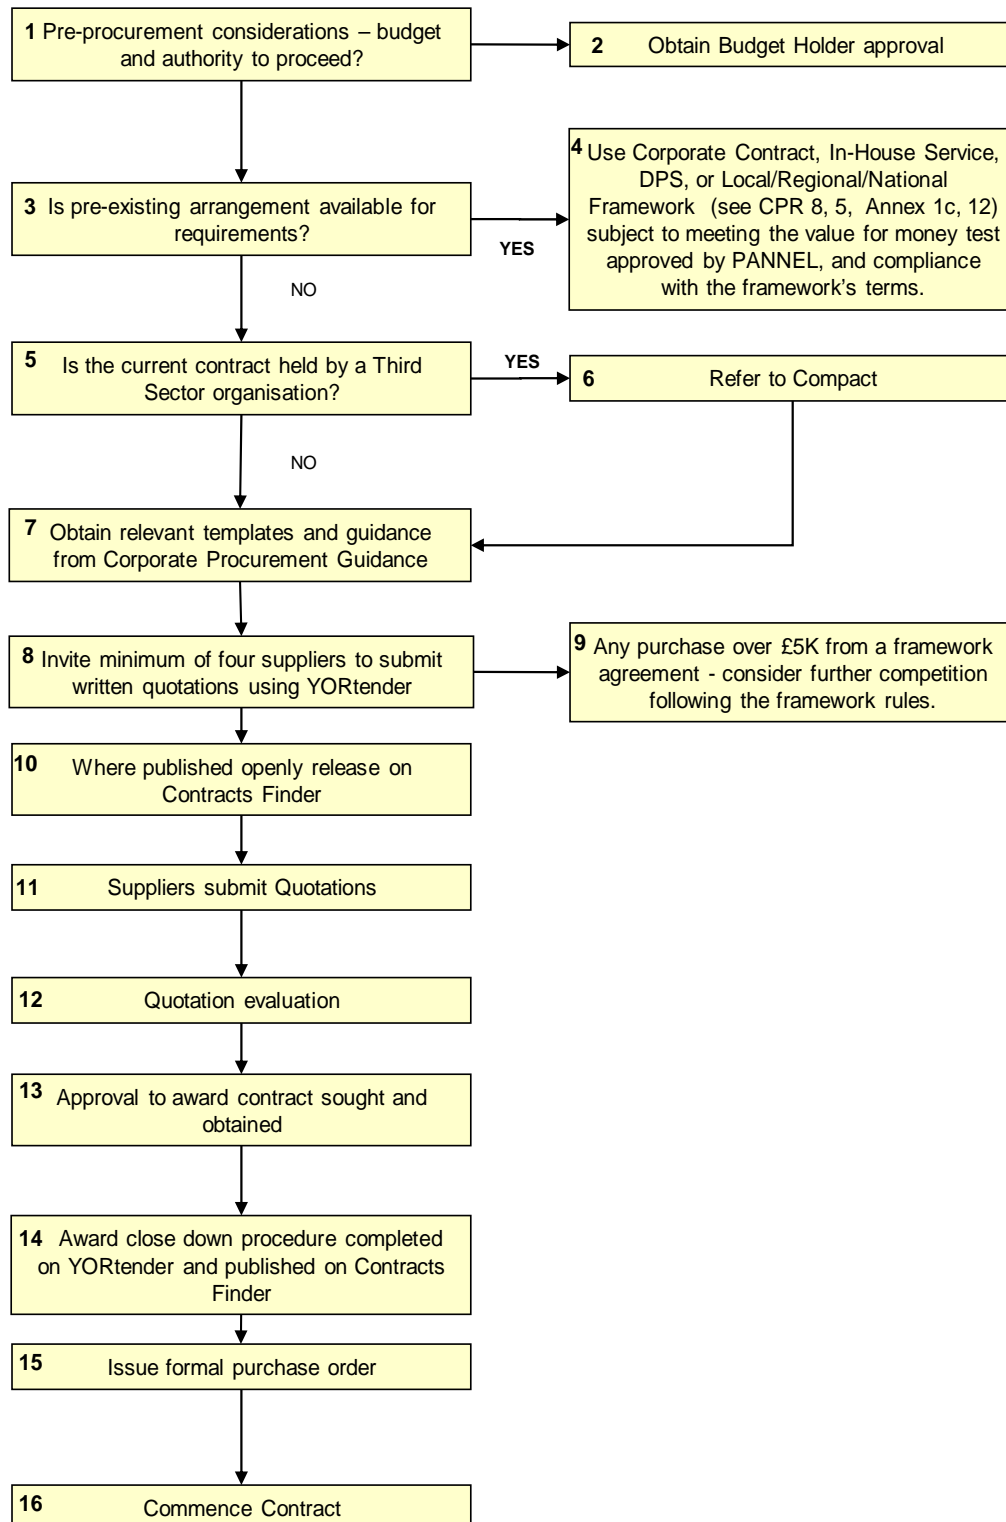 1 Pre-procurement considerations – budget
and authority to proceed?
2 Obtain Budget Holder approval
3 Is pre-existing arrangement available for
requirements?
YES
4 Use Corporate Contract, In-House Service,
DPS, or Local/Regional/National
Framework (see CPR 8, 5, Annex 1c, 12)
subject to meeting the value for money test
approved by PANNEL, and compliance
with the framework's terms.
NO
5 Is the current contract held by a Third
Sector organisation?
YES
6 Refer to Compact
NO
7 Obtain relevant templates and guidance
from Corporate Procurement Guidance
8 Invite minimum of four suppliers to submit
written quotations using YORtender
9 Any purchase over £5K from a framework
agreement - consider further competition
following the framework rules.
10 Where published openly release on
Contracts Finder
11 Suppliers submit Quotations
12 Quotation evaluation
13 Approval to award contract sought and
obtained
14 Award close down procedure completed
on YORtender and published on Contracts
Finder
15 Issue formal purchase order
16 Commence Contract